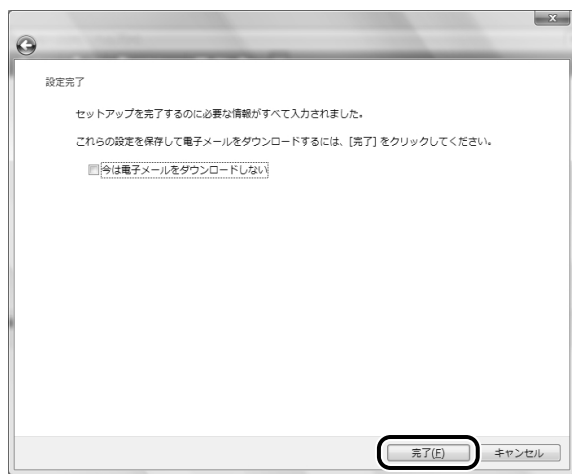 設定完了
セットアップを完了するのに必要な情報がすべて入力されました。
これらの設定を保存して電子メールをダウンロードするには、[完了] をクリックしてください。
今は電子メールをダウンロードしない
完了(F) キャンセル